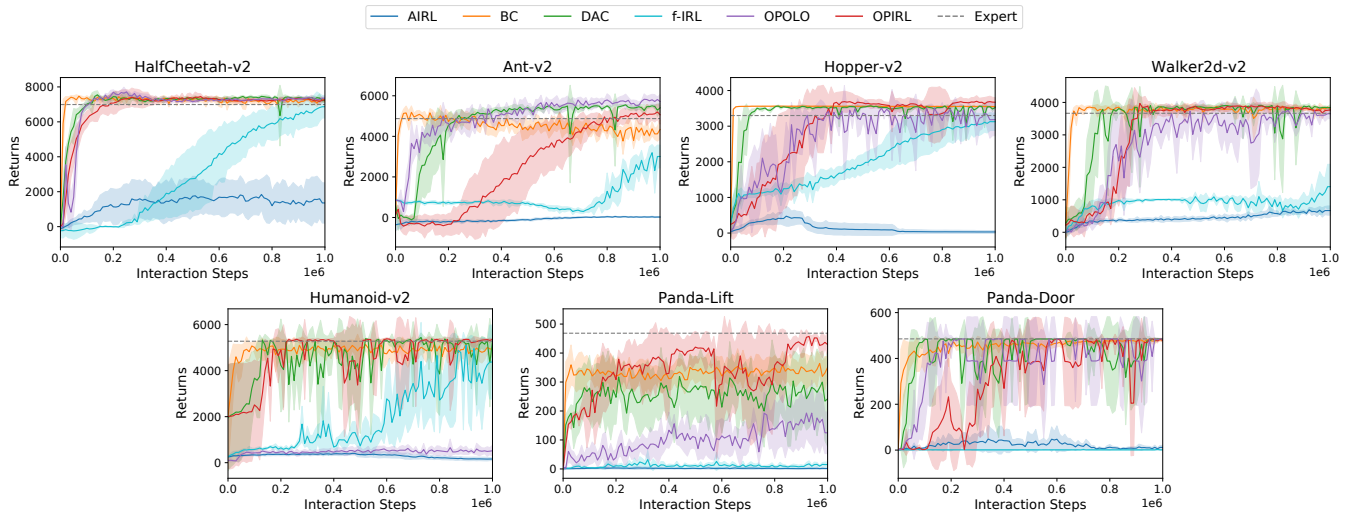 AIRL BC DAC f-IRL OPOLO OPIRL Expert
HalfCheetah-v2
Returns
8000
6000
4000
2000
0
0.0 0.2 0.4 0.6 0.8 1.0
Interaction Steps 1e6
Ant-v2
Returns
6000
4000
2000
0
0.0 0.2 0.4 0.6 0.8 1.0
Interaction Steps 1e6
Hopper-v2
Returns
4000
3000
2000
1000
0
0.0 0.2 0.4 0.6 0.8 1.0
Interaction Steps 1e6
Walker2d-v2
Returns
4000
3000
2000
1000
0
0.0 0.2 0.4 0.6 0.8 1.0
Interaction Steps 1e6
Humanoid-v2
Returns
6000
4000
2000
0
0.0 0.2 0.4 0.6 0.8 1.0
Interaction Steps 1e6
Panda-Lift
Returns
500
400
300
200
100
0
0.0 0.2 0.4 0.6 0.8 1.0
Interaction Steps 1e6
Panda-Door
Returns
600
400
200
0
0.0 0.2 0.4 0.6 0.8 1.0
Interaction Steps 1e6